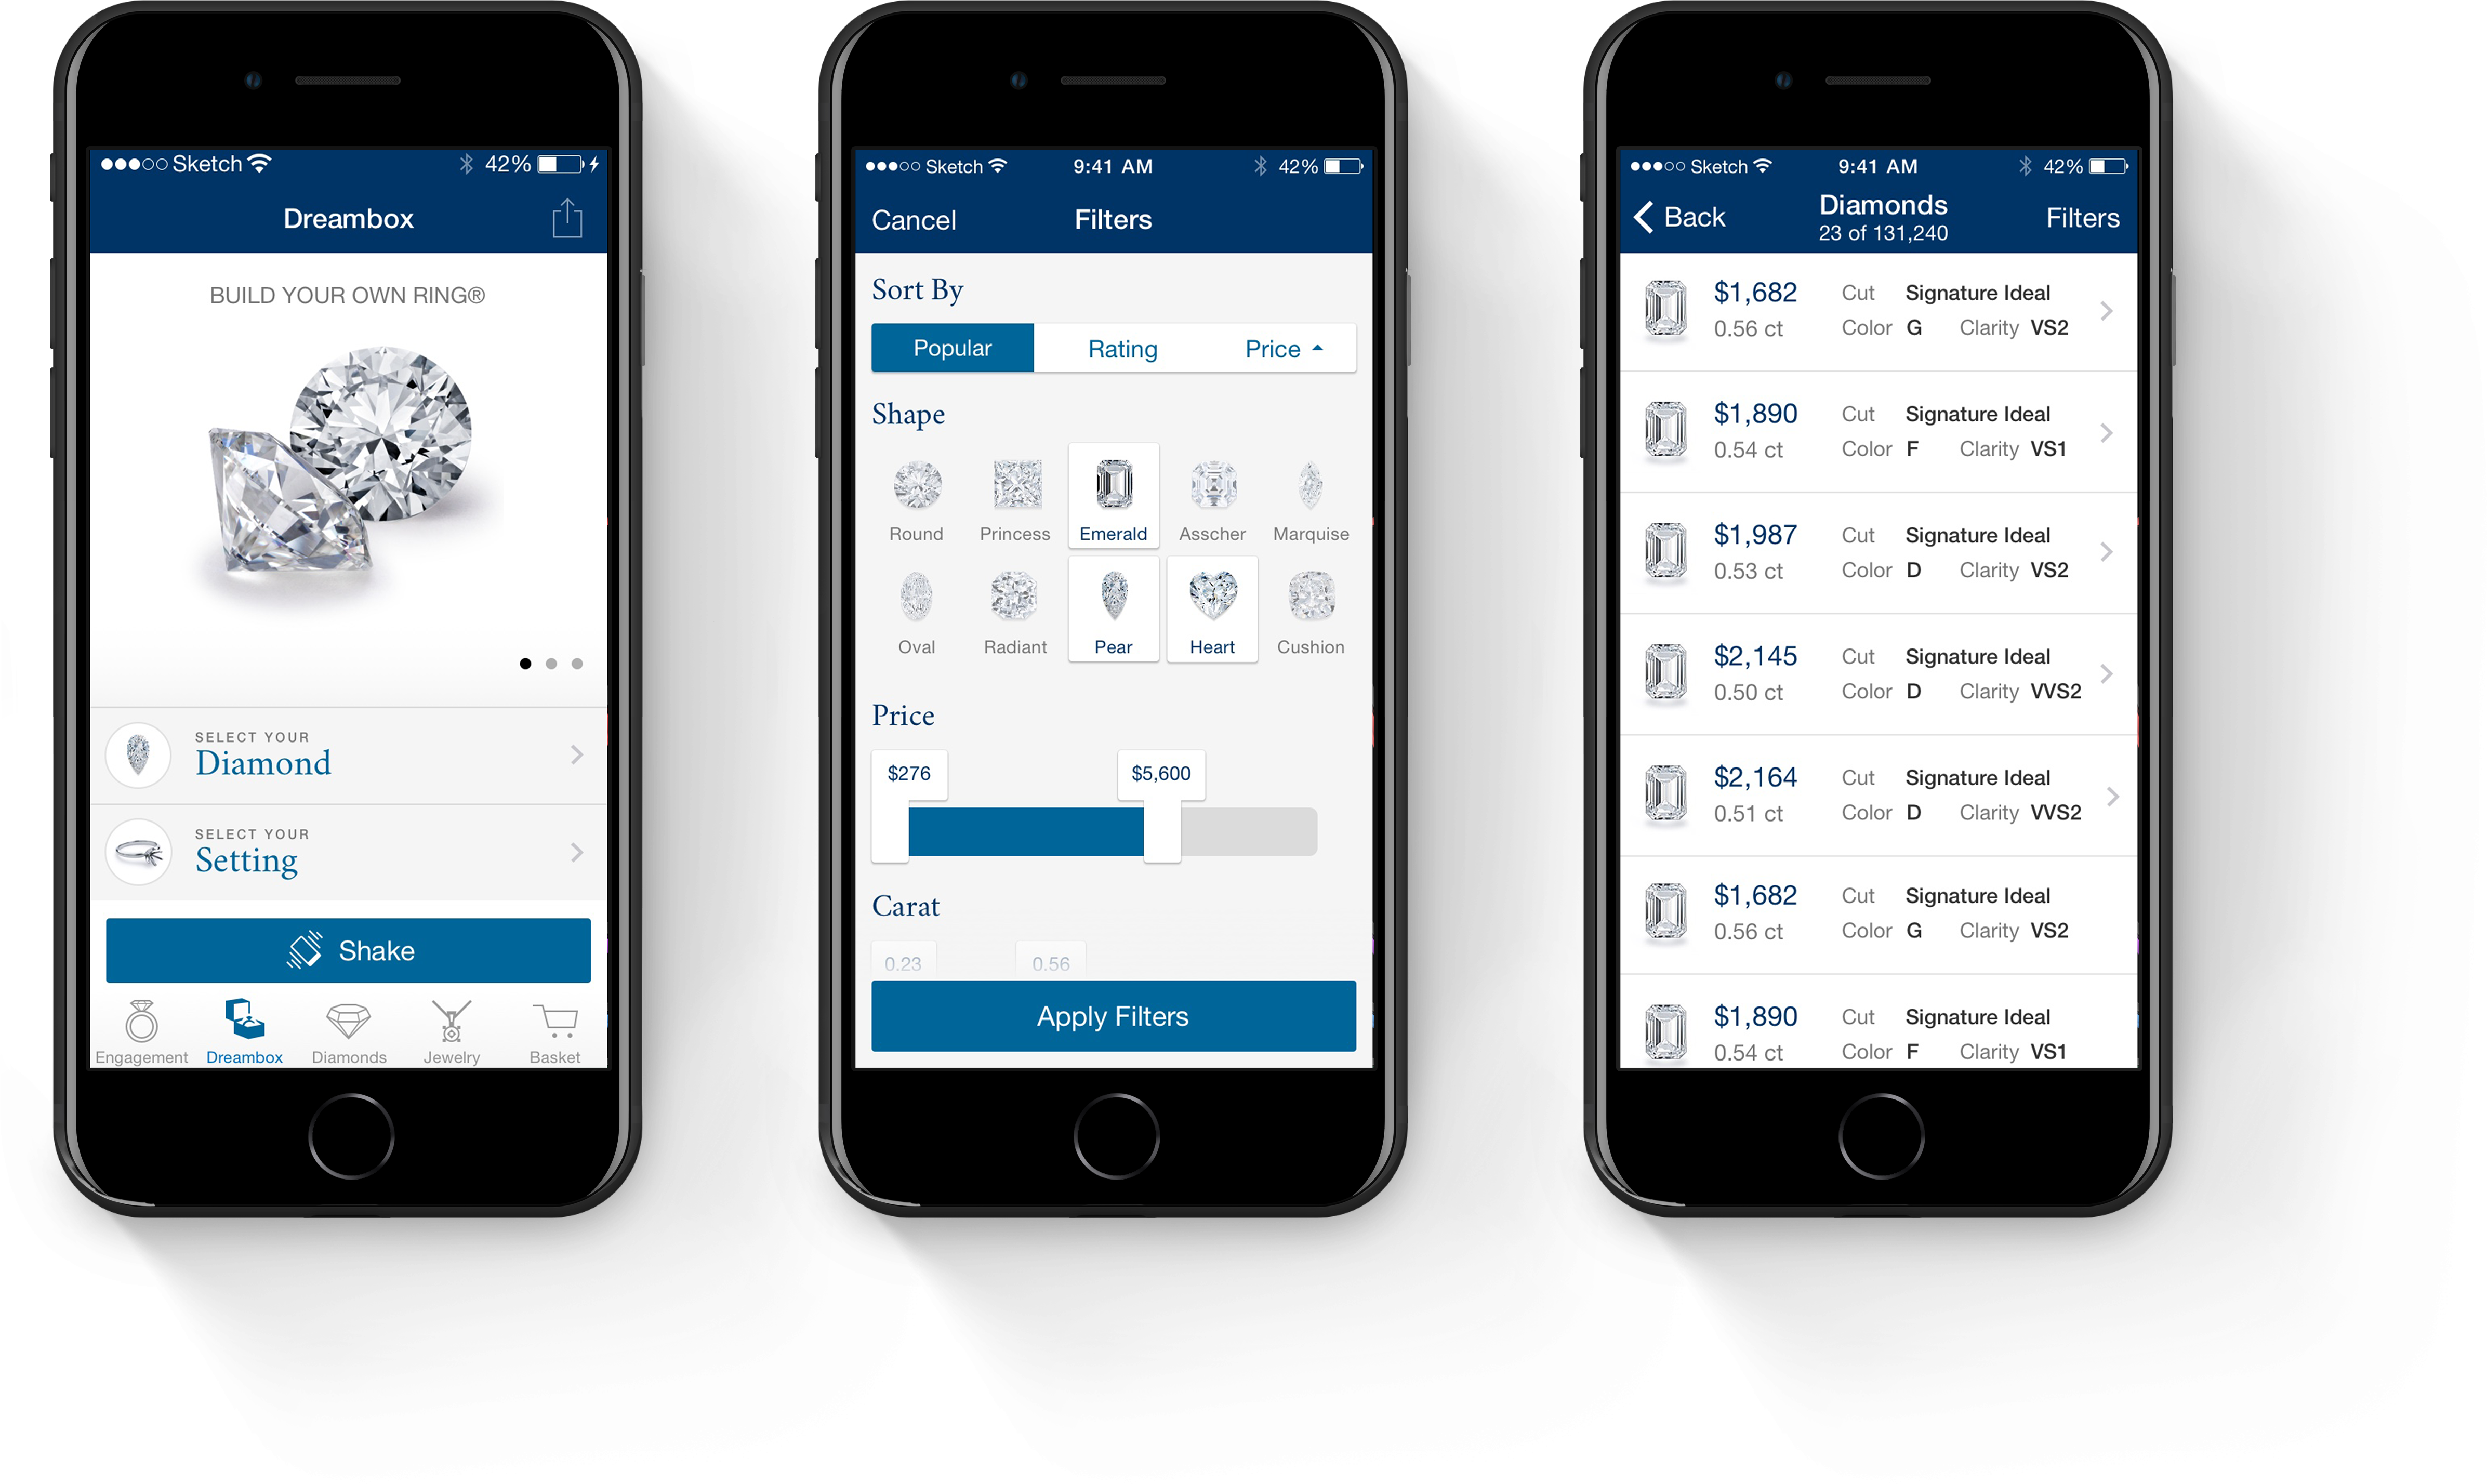 Sketch 42%
Dreambox
BUILD YOUR OWN RING®
SELECT YOUR
Diamond
SELECT YOUR
Setting
Shake
Engagement Dreambox Diamonds Jewelry Basket
Sketch 9:41 AM 42%
Cancel Filters
Sort By
Popular Rating Price
Shape
Round Princess Emerald Asscher Marquise
Oval Radiant Pear Heart Cushion
Price
$276 $5,600
Carat
0.23 0.56
Apply Filters
Sketch 9:41 AM 42%
Back Diamonds Filters
23 of 131,240
$1,682 Cut Signature Ideal
0.56 ct Color G Clarity VS2
$1,890 Cut Signature Ideal
0.54 ct Color F Clarity VS1
$1,987 Cut Signature Ideal
0.53 ct Color D Clarity VS2
$2,145 Cut Signature Ideal
0.50 ct Color D Clarity VVS2
$2,164 Cut Signature Ideal
0.51 ct Color D Clarity VVS2
$1,682 Cut Signature Ideal
0.56 ct Color G Clarity VS2
$1,890 Cut Signature Ideal
0.54 ct Color F Clarity VS1